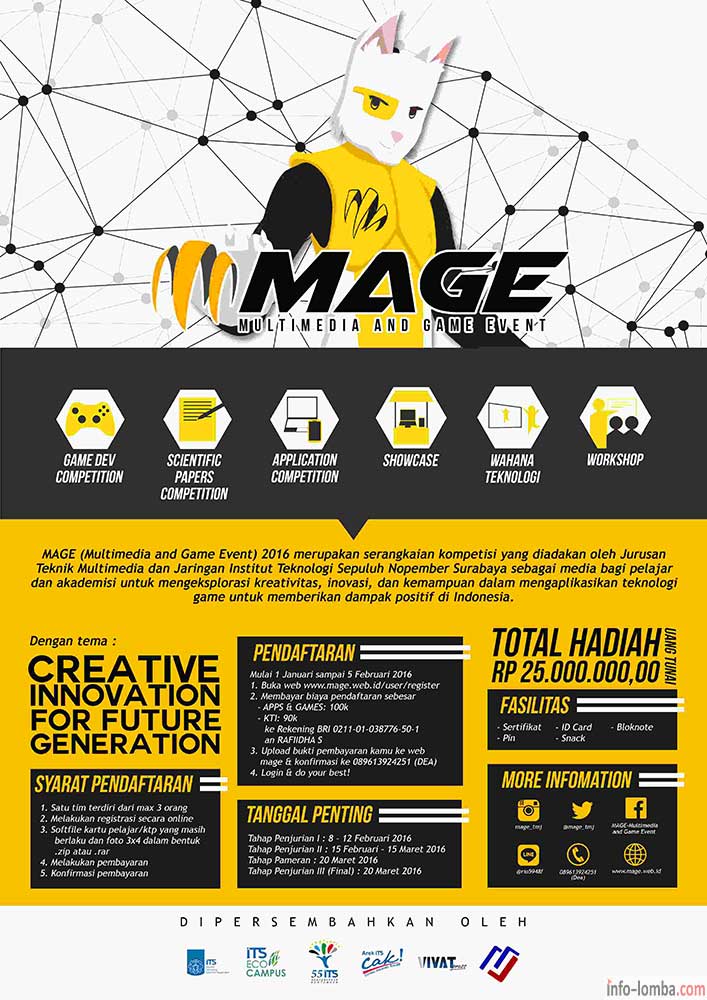 MAGE
MULTIMEDIA AND GAME EVENT
GAME DEV
COMPETITION
SCIENTIFIC
PAPERS
COMPETITION
APPLICATION
COMPETITION
SHOWCASE
WAHANA
TEKNOLOGI
WORKSHOP
MAGE (Multimedia and Game Event) 2016 merupakan serangkaian kompetisi yang diadakan oleh Jurusan
Teknik Multimedia dan Jaringan Institut Teknologi Sepuluh Nopember Surabaya sebagai media bagi pelajar
dan akademisi untuk mengeksplorasi kreativitas, inovasi, dan kemampuan dalam mengaplikasikan teknologi
game untuk memberikan dampak positif di Indonesia.
Dengan tema :
CREATIVE
INNOVATION
FOR FUTURE
GENERATION
SYARAT PENDAFTARAN
1. Satu tim terdiri dari max 3 orang
2. Melakukan registrasi secara online
3. Softfile kartu pelajar/ktp yang masih
berlaku dan foto 3x4 dalam bentuk
.zip atau .rar
4. Melakukan pembayaran
5. Konfirmasi pembayaran
PENDAFTARAN
Mulai 1 Januari sampai 5 Februari 2016
1. Buka web www.mage.web.id/user/register
2. Membayar biaya pendaftaran sebesar
- APPS & GAMES: 100k
- KTI: 90k
ke Rekening BRI 0211-01-038776-50-1
an RAFIIDHA S
3. Upload bukti pembayaran kamu ke web
mage & konfirmasi ke 089613924251 (DEA)
4. Login & do your best!
TANGGAL PENTING
Tahap Penjurian I : 8 - 12 Februari 2016
Tahap Penjurian II : 15 Februari - 15 Maret 2016
Tahap Pameran : 20 Maret 2016
Tahap Penjurian III (Final) : 20 Maret 2016
TOTAL HADIAH
RP 25.000.000,00
UANG TUNAI
FASILITAS
- Sertifikat - ID Card - Bloknote
- Pin - Snack
MORE INFOMATION
mage_tmj
@mage_tmj
MAGE-Multimedia
and Game Event
089613924251
(Dea)
www.mage.web.id
DIPERSEMBAHKAN OLEH
ITS
ITS
ECO
CAMPUS
55 ITS
Arek ITS
Cak!
VIVAT
info-lomba.com